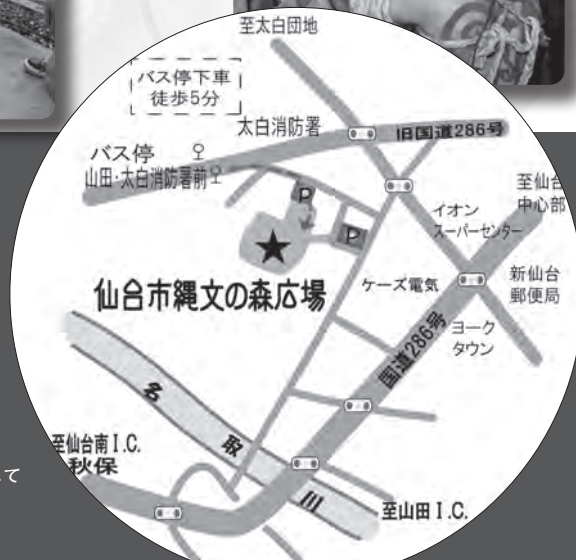 至太白団地
バス停下車
徒歩5分
太白消防署
旧国道286号
バス停
山田・太白消防署前
P
P
至仙台
中心部
イオン
スーパーセンター
仙台市縄文の森広場
ケーズ電気
新仙台
郵便局
国道286号
ヨーク
タウン
名取川
至仙台南I.C.
秋保
至山田I.C.
して